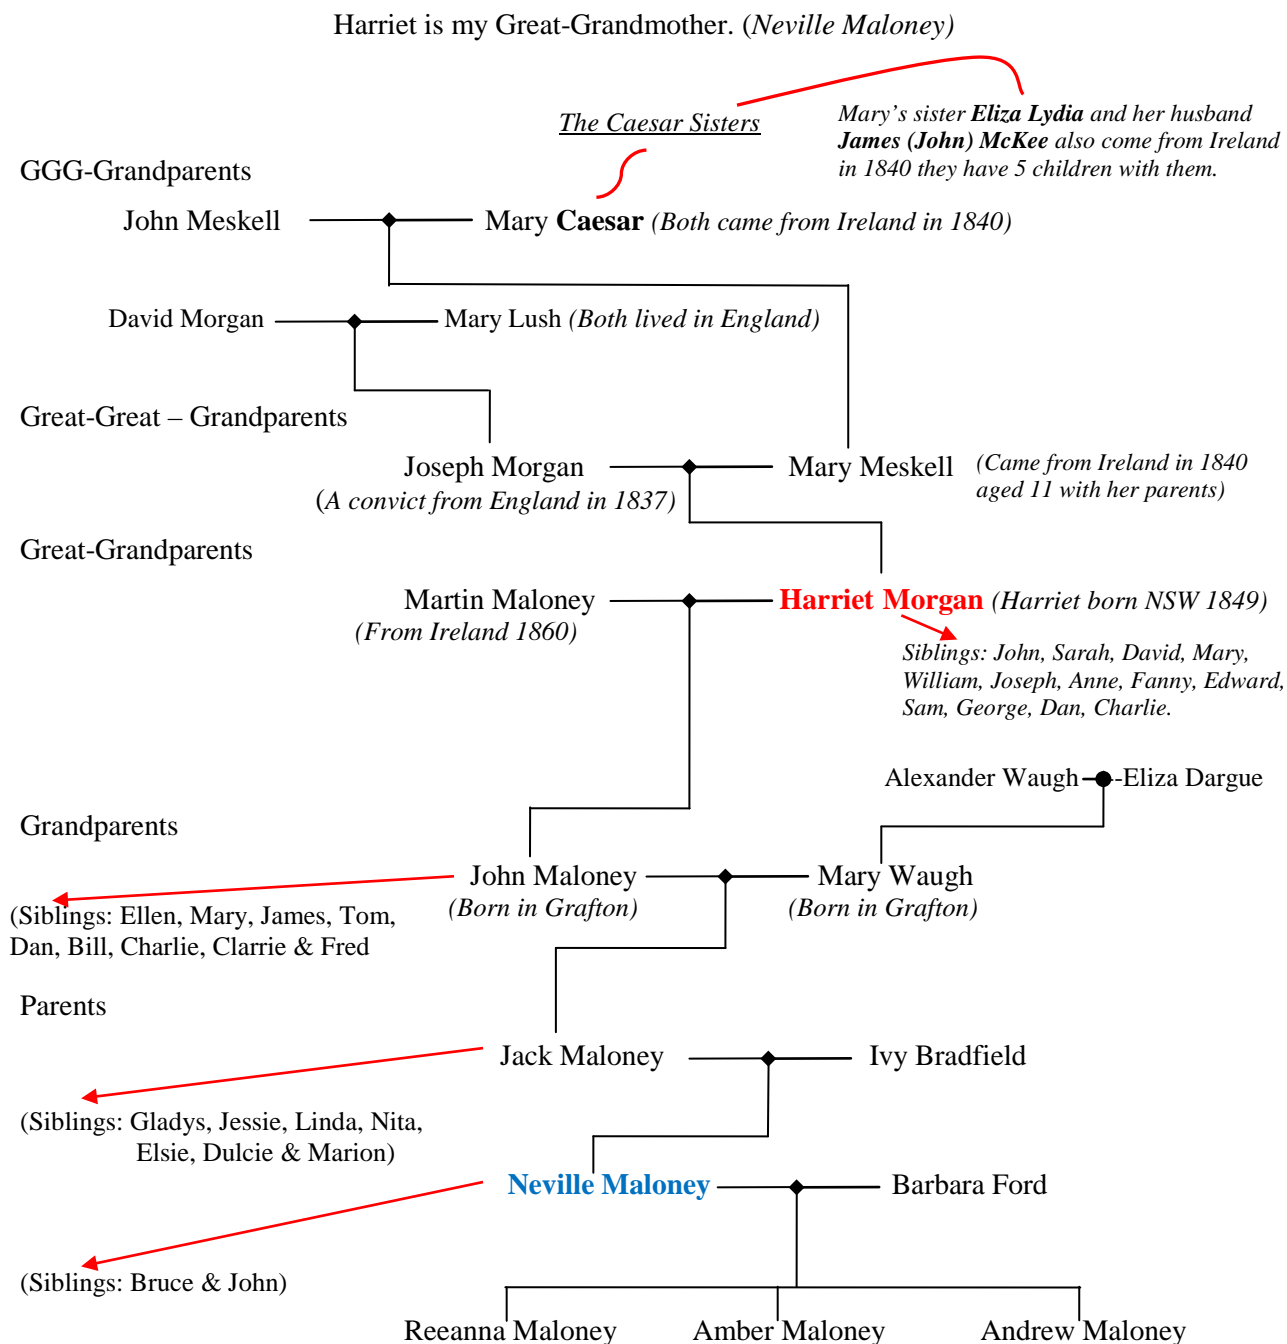 Harriet is my Great-Grandmother. (Neville Maloney)
The Caesar Sisters
Mary's sister Eliza Lydia and her husband
James (John) McKee also come from Ireland
in 1840 they have 5 children with them.
GGG-Grandparents
John Meskell
Mary Caesar (Both came from Ireland in 1840)
David Morgan
Mary Lush (Both lived in England)
Great-Great – Grandparents
Joseph Morgan
(A convict from England in 1837)
Mary Meskell
(Came from Ireland in 1840
aged 11 with her parents)
Great-Grandparents
Martin Maloney
(From Ireland 1860)
Harriet Morgan (Harriet born NSW 1849)
Siblings: John, Sarah, David, Mary,
William, Joseph, Anne, Fanny, Edward,
Sam, George, Dan, Charlie.
Alexander Waugh
Eliza Dargue
Grandparents
John Maloney
(Born in Grafton)
Mary Waugh
(Born in Grafton)
(Siblings: Ellen, Mary, James, Tom,
Dan, Bill, Charlie, Clarrie & Fred
Parents
Jack Maloney
Ivy Bradfield
(Siblings: Gladys, Jessie, Linda, Nita,
Elsie, Dulcie & Marion)
Neville Maloney
Barbara Ford
(Siblings: Bruce & John)
Reeanna Maloney
Amber Maloney
Andrew Maloney